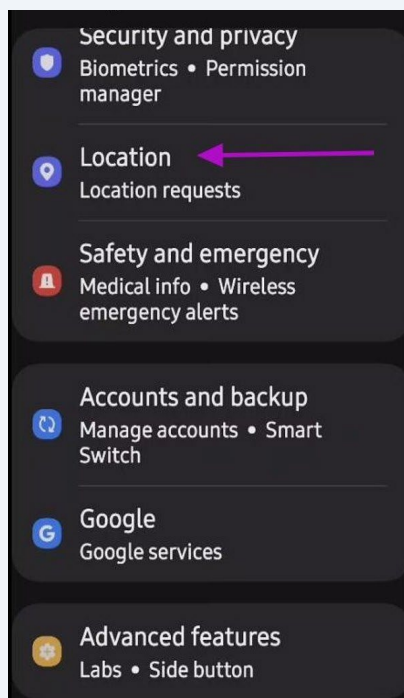 Security and privacy
Biometrics • Permission
manager
Location
Location requests
Safety and emergency
Medical info • Wireless
emergency alerts
Accounts and backup
Manage accounts • Smart
Switch
Google
Google services
Advanced features
Labs • Side button